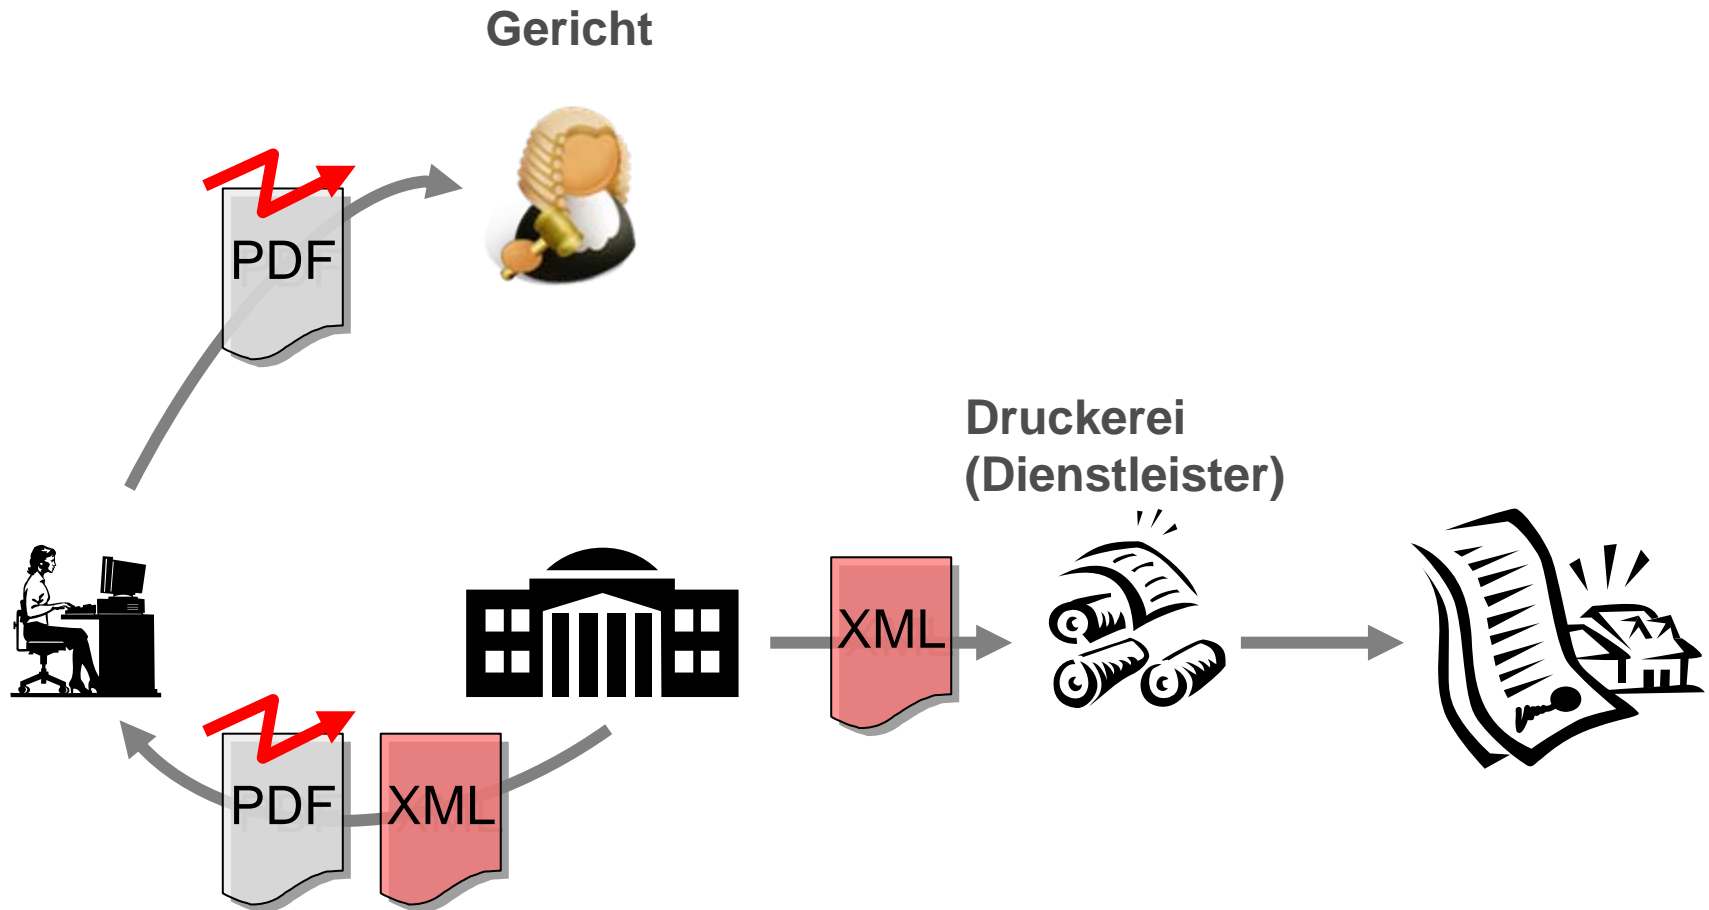 Gericht
PDF
Druckerei
(Dienstleister)
XML
PDF
XML